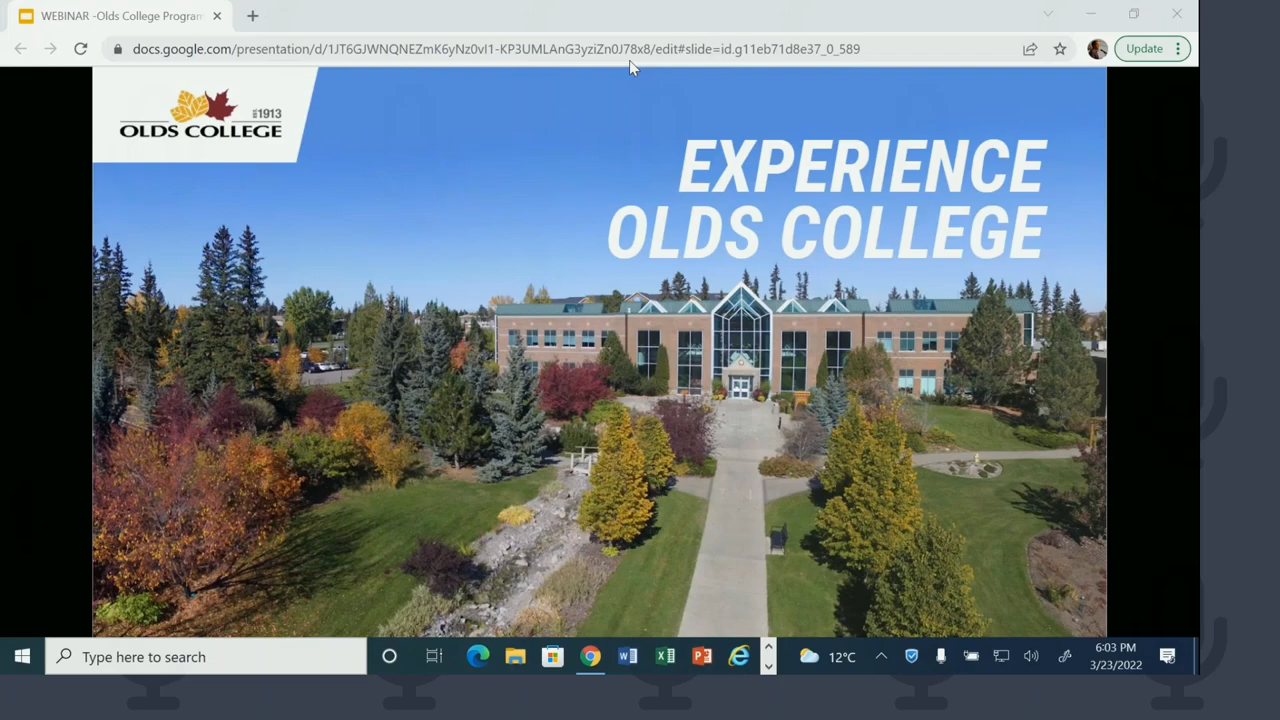 WEBINAR -Olds College Program
docs.google.com/presentation/d/1JT6GJWNQNEZmK6yNz0vI1-KP3UMLAnG3yziZn0J78x8/edit#slide=id.g11eb71d8e37_0_589
Update
EST. 1913
OLDS COLLEGE
EXPERIENCE
OLDS COLLEGE
Type here to search
12°C
6:03 PM
3/23/2022